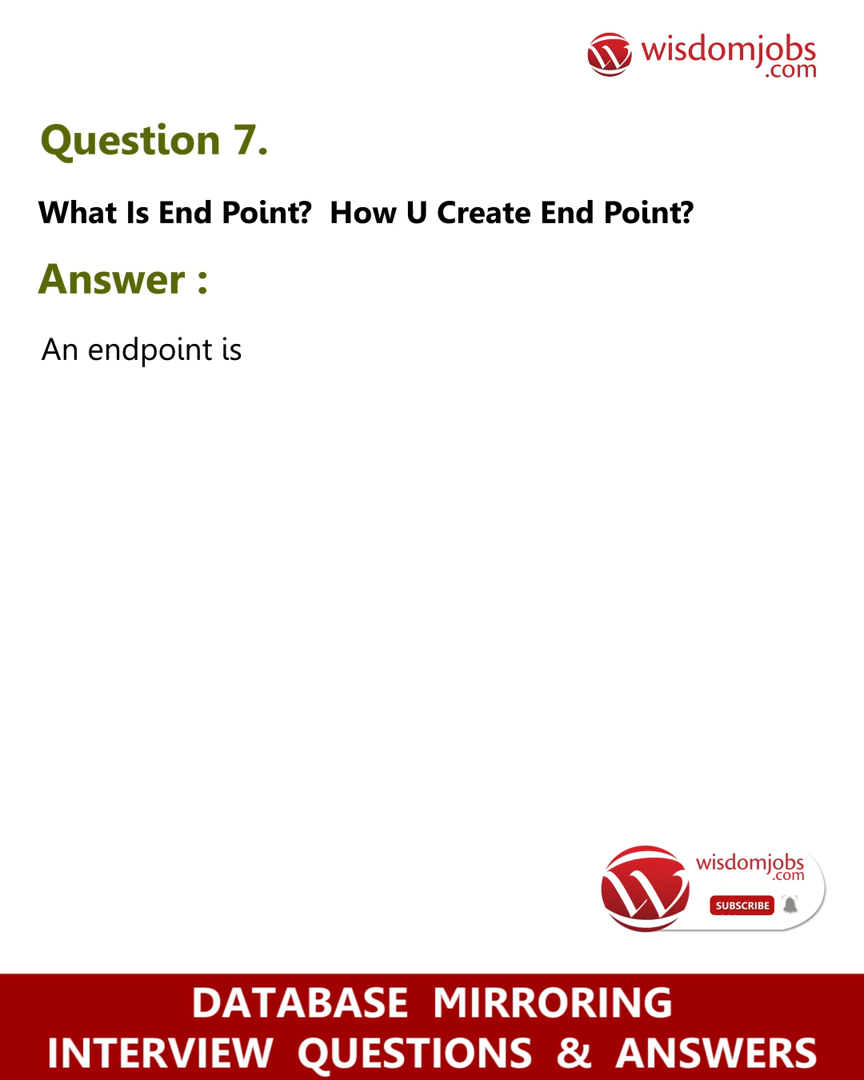 wisdomjobs
.com
Question 7.
What Is End Point?  How U Create End Point?
Answer :
An endpoint is
wisdomjobs
.com
SUBSCRIBE
DATABASE MIRRORING
INTERVIEW QUESTIONS & ANSWERS